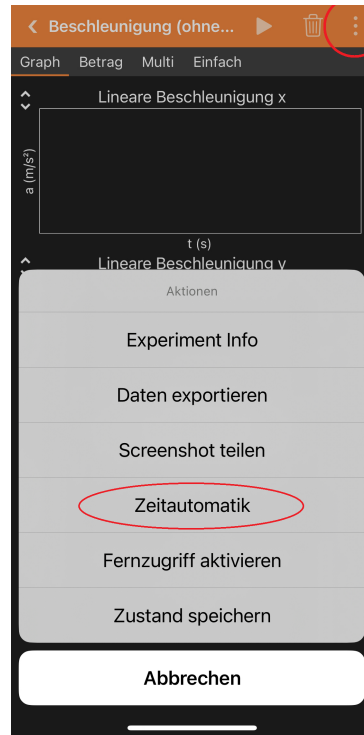 Beschleunigung (ohne...
Graph Betrag Multi Einfach
Lineare Beschleunigung x
a (m/s²)
t (s)
Lineare Beschleunigung y
Aktionen
Experiment Info
Daten exportieren
Screenshot teilen
Zeitautomatik
Fernzugriff aktivieren
Zustand speichern
Abbrechen